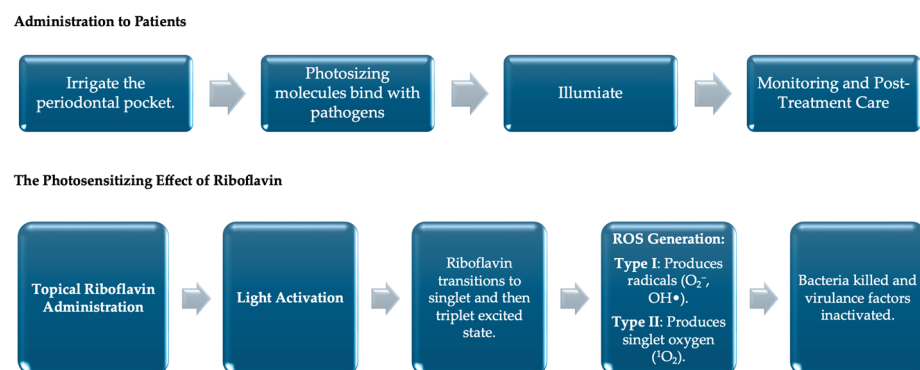 Administration to Patients
Irrigate the
periodontal pocket.
Photosizing
molecules bind with
pathogens
Illumiate
Monitoring and Post-
Treatment Care
The Photosensitizing Effect of Riboflavin
Topical Riboflavin
Administration
Light Activation
Riboflavin
transitions to
singlet and then
triplet excited
state.
ROS Generation:
Type I: Produces
radicals (O₂⁻,
OH•).
Type II: Produces
singlet oxygen
(¹O₂).
Bacteria killed and
virulance factors
inactivated.